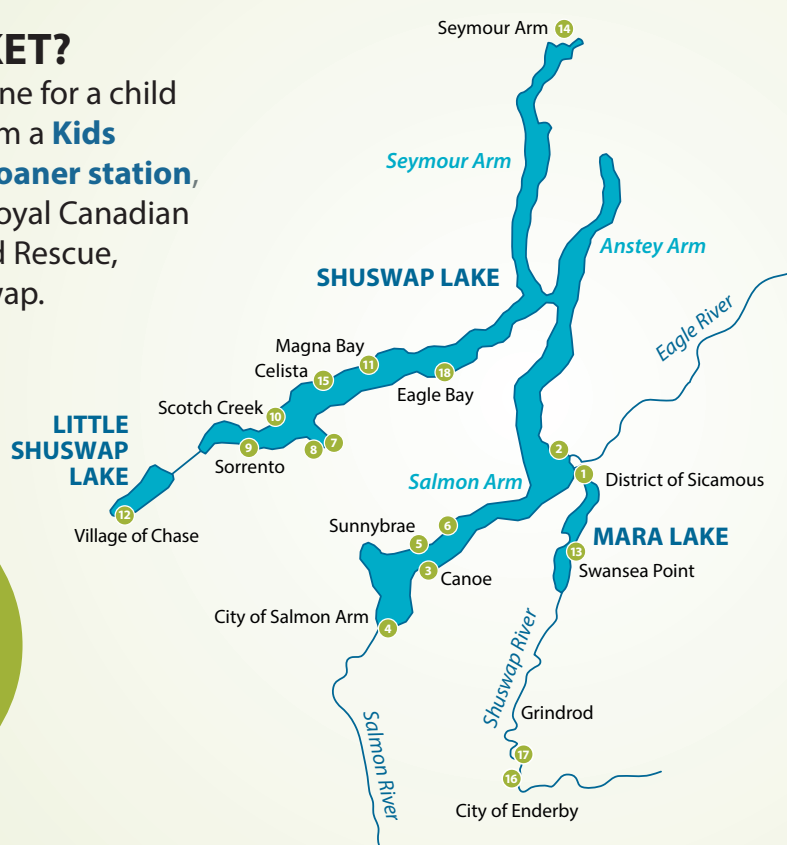 KET?
ne for a child
m a Kids
oaner station,
oyal Canadian
d Rescue,
vap.
Seymour Arm 14
Seymour Arm
Anstey Arm
SHUSWAP LAKE
Eagle River
Magna Bay 11
Celista 15
18
Eagle Bay
Scotch Creek 10
LITTLE
SHUSWAP
LAKE
9
8
7
Sorrento
2
1
District of Sicamous
Salmon Arm
12
Village of Chase
Sunnybrae
6
5
MARA LAKE
13
Swansea Point
3
Canoe
City of Salmon Arm
4
Shuswap River
Grindrod
Salmon River
17
16
City of Enderby